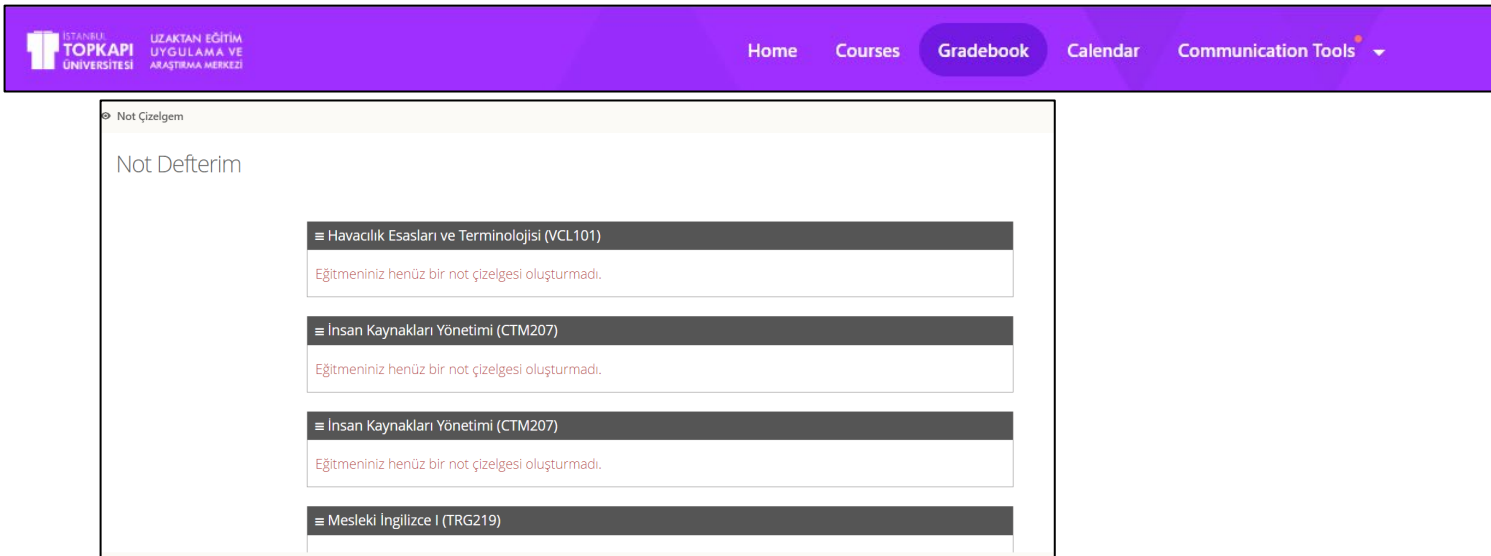 İSTANBUL
TOPKAPI
ÜNİVERSİTESİ
UZAKTAN EĞİTİM
UYGULAMA VE
ARAŞTIRMA MERKEZİ
Home Courses Gradebook Calendar Communication Tools
Not Çizelgem
Not Defterim
Havacılık Esasları ve Terminolojisi (VCL101)
Eğitmeniniz henüz bir not çizelgesi oluşturmadı.
İnsan Kaynakları Yönetimi (CTM207)
Eğitmeniniz henüz bir not çizelgesi oluşturmadı.
İnsan Kaynakları Yönetimi (CTM207)
Eğitmeniniz henüz bir not çizelgesi oluşturmadı.
Mesleki İngilizce I (TRG219)